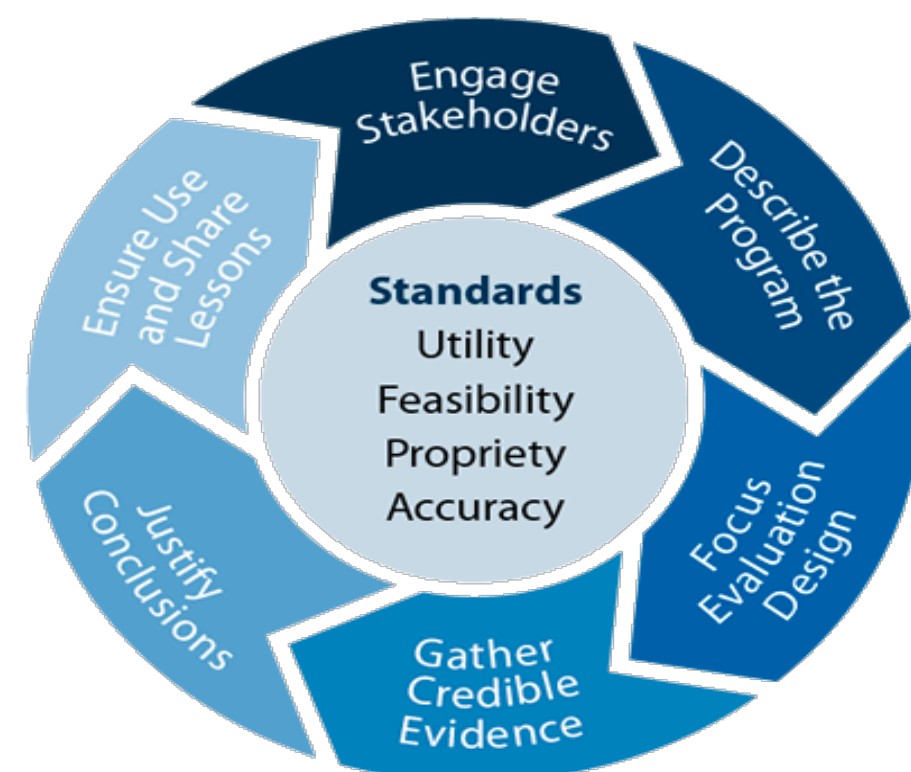 Engage
Stakeholders
Describe the
Program
Focus
Evaluation
Design
Gather
Credible
Evidence
Justify
Conclusions
Ensure Use
and Share
Lessons
Standards
Utility
Feasibility
Propriety
Accuracy